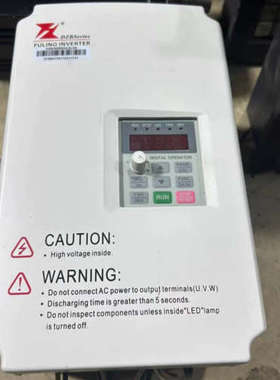 DZB Series
FULING INVERTER
DIGITAL OPERATOR
RUN
CAUTION:
• High voltage inside.
WARNING:
• Do not connect AC power to output terminals(U.V.W)
• Discharging time is greater than 5 seconds.
• Do not inspect components unless inside"LED"lamp
is turned off.